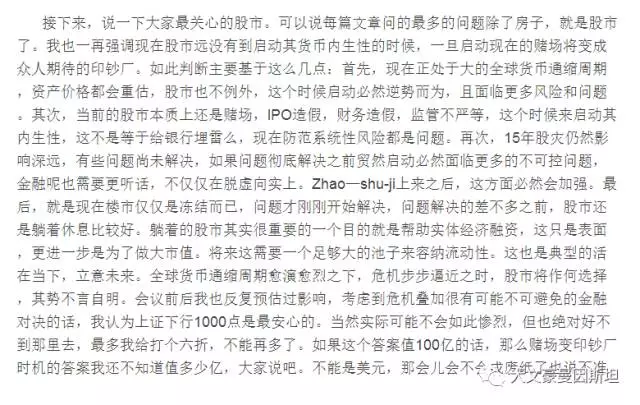 接下来，说一下大家最关心的股市。可以说每篇文章问的最多的问题除了房子，就是股市
了。我也一再强调现在股市远没有到启动其货币内生性的时候，一旦启动现在的赌场将变成
众人期待的印钞厂。如此判断主要基于这么几点：首先，现在正处于大的全球货币通缩周期
，资产价格都会重估，股市也不例外，这个时候启动必然逆势而为，且面临更多风险和问题
。其次，当前的股市本质上还是赌场，IPO造假，财务造假，监管不严等，这个时候来启动其
内生性，这不是等于给银行埋雷么，现在防范系统性风险都是问题。再次，15年股灾仍然影
响深远，有些问题尚未解决，如果问题彻底解决之前贸然启动必然面临更多的不可控问题，
金融呢也需要更听话，不仅仅在脱虚向实上。Zhao—shu-ji上来之后，这方面必然会加强。最
后，就是现在楼市仅仅是冻结而已，问题才刚刚开始解决，问题解决的差不多之前，股市还
是躺着休息比较好。躺着的股市其实很重要的一个目的就是帮助实体经济融资，这只是表面
，更进一步是为了做大市值。将来这需要一个足够大的池子来容纳流动性。这也是典型的活
在当下，立意未来。全球货币通缩周期愈演愈烈之下，危机步步逼近之时，股市将作何选择
，其势不言自明。会议前后我也反复预估过影响，考虑到危机叠加很有可能不可避免的金融
对决的话，我认为上证下行1000点是最安心的。当然实际可能不会如此惨烈，但也绝对好不
到那里去，最多我给打个六折，不能再多了。如果这个答案值100亿的话，那么赌场变印钞厂
时机的答案我还不知道值多少亿，大家说吧。不能是美元，那会儿会不会成废纸了也说不准
大文豪曼因斯坦